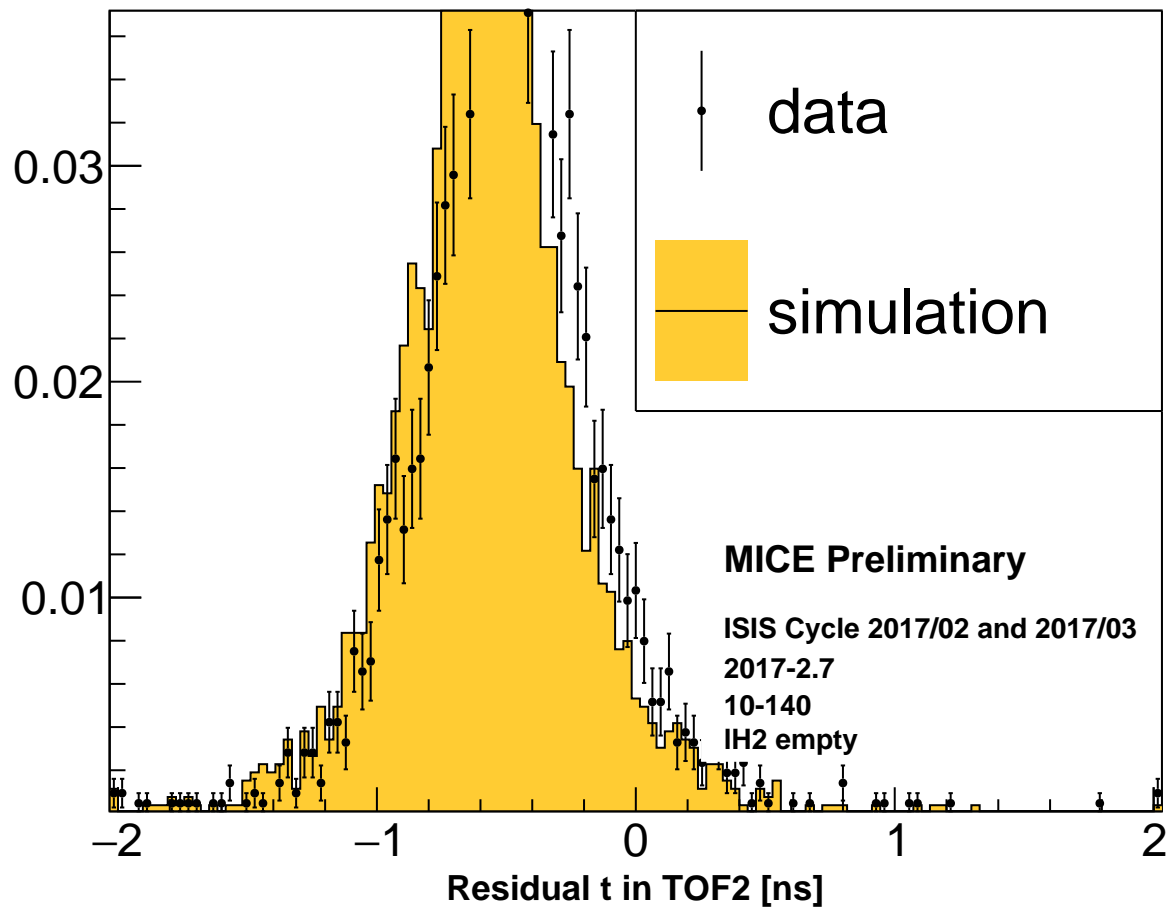 data
simulation
0.03
0.02
0.01
MICE Preliminary
ISIS Cycle 2017/02 and 2017/03
2017-2.7
10-140
lH2 empty
−2
−1
0
1
2
Residual t in TOF2 [ns]